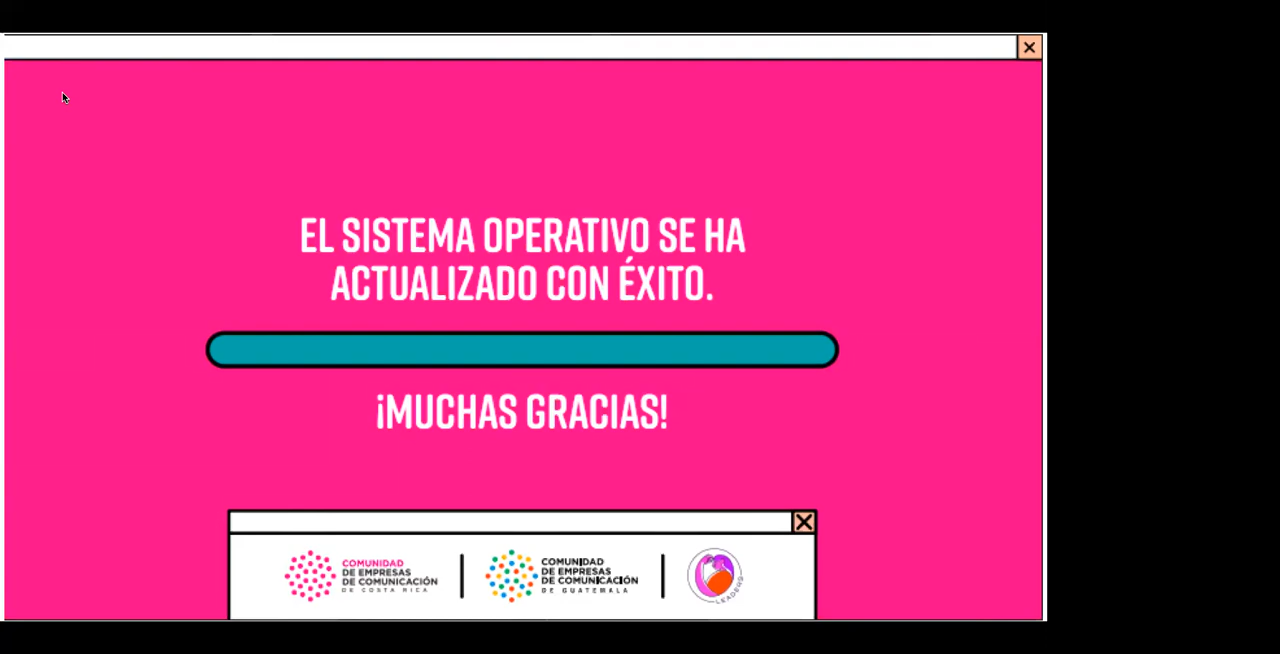 EL SISTEMA OPERATIVO SE HA
ACTUALIZADO CON ÉXITO.
¡MUCHAS GRACIAS!
COMUNIDAD
DE EMPRESAS
DE COMUNICACIÓN
DE COSTA RICA
COMUNIDAD
DE EMPRESAS
DE COMUNICACIÓN
DE GUATEMALA
LEADERS